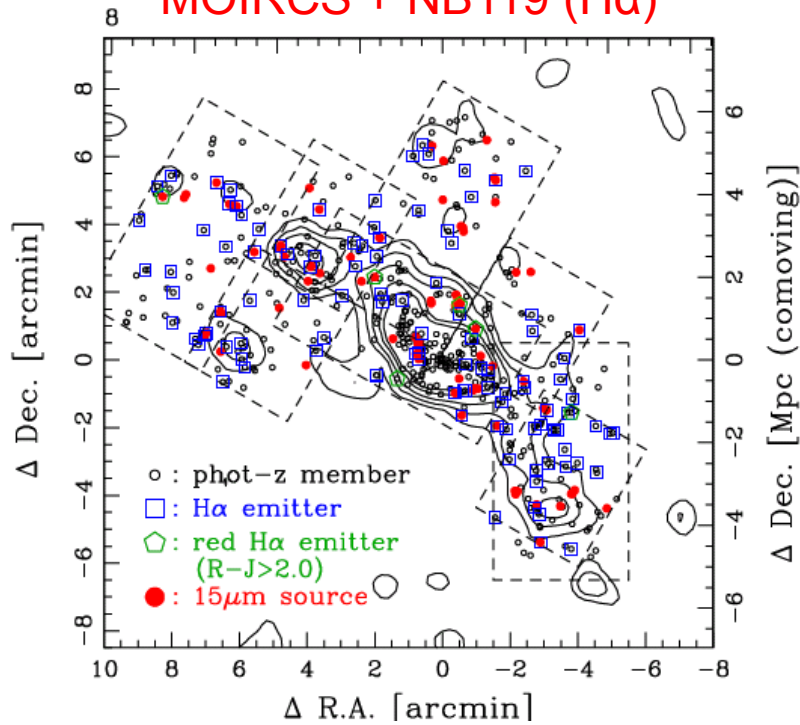 MOIRCS + NB119 (Hα)
8
8
6
4
2
0
−2
−4
−6
−8
Δ Dec. [arcmin]
6
4
2
0
−2
−4
−6
Δ Dec. [Mpc (comoving)]
○ : phot−z member
□ : Hα emitter
⬠ : red Hα emitter
(R−J>2.0)
● : 15μm source
10 8 6 4 2 0 −2 −4 −6 −8
Δ R.A. [arcmin]